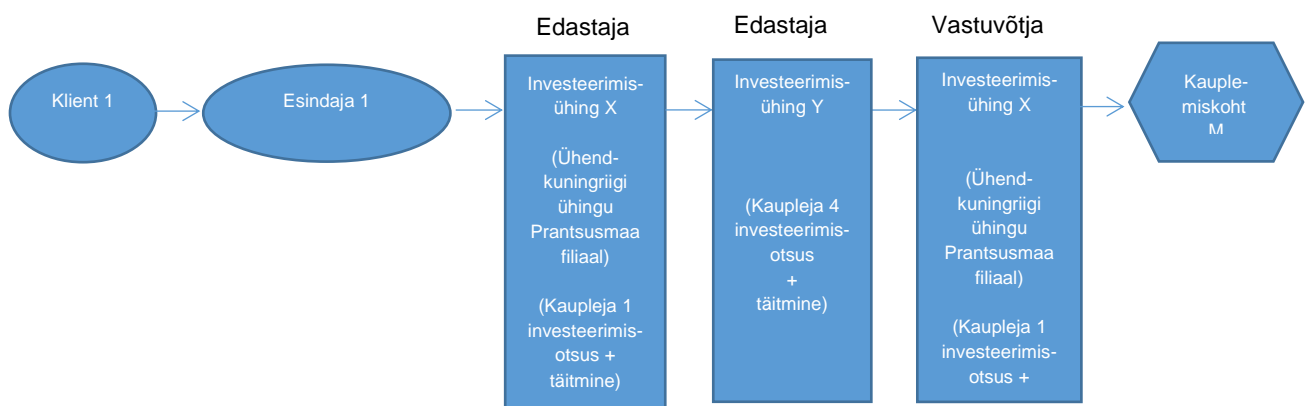 Edastaja
Edastaja
Vastuvõtja
Klient 1
Esindaja 1
Investeerimis-
ühing X
(Ühend-
kuningriigi
ühingu
Prantsusmaa
filiaal)
(Kaupleja 1
investeerimis-
otsus +
täitmine)
Investeerimis-
ühing Y
(Kaupleja 4
investeerimis-
otsus
+
täitmine)
Investeerimis-
ühing X
(Ühend-
kuningriigi
ühingu
Prantsusmaa
filiaal)
(Kaupleja 1
investeerimis-
otsus +
Kauple-
miskoht
M